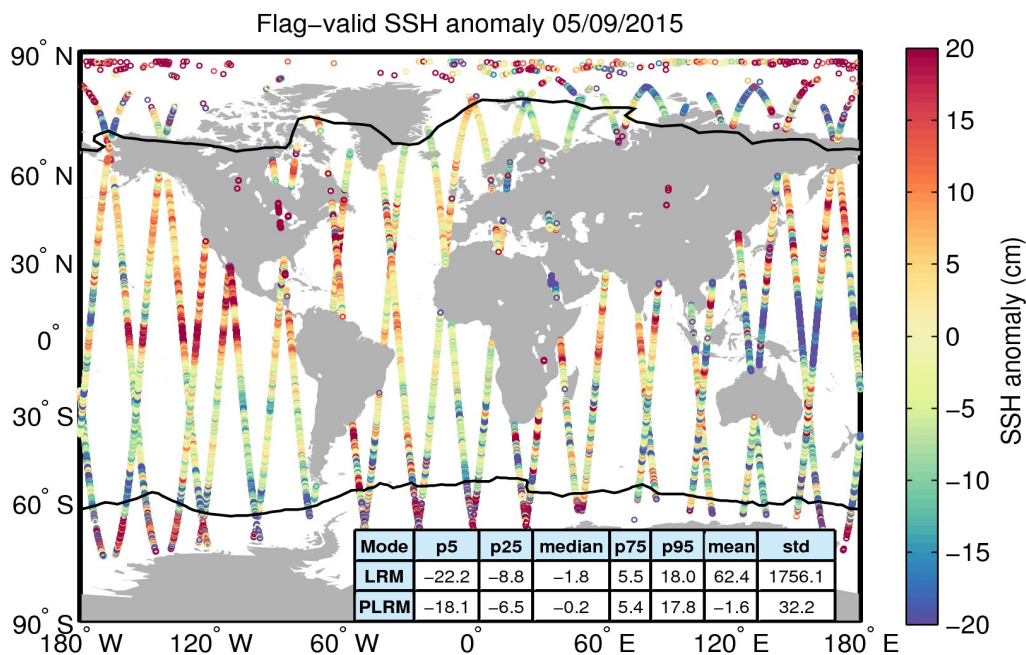 Flag−valid SSH anomaly 05/09/2015
90° N
60° N
30° N
0°
30° S
60° S
90° S
180° W
120° W
60° W
0°
60° E
120° E
180° E
20
15
10
5
0
−5
−10
−15
−20
SSH anomaly (cm)
Mode p5 p25 median p75 p95 mean std
LRM −22.2 −8.8 −1.8 5.5 18.0 62.4 1756.1
PLRM −18.1 −6.5 −0.2 5.4 17.8 −1.6 32.2